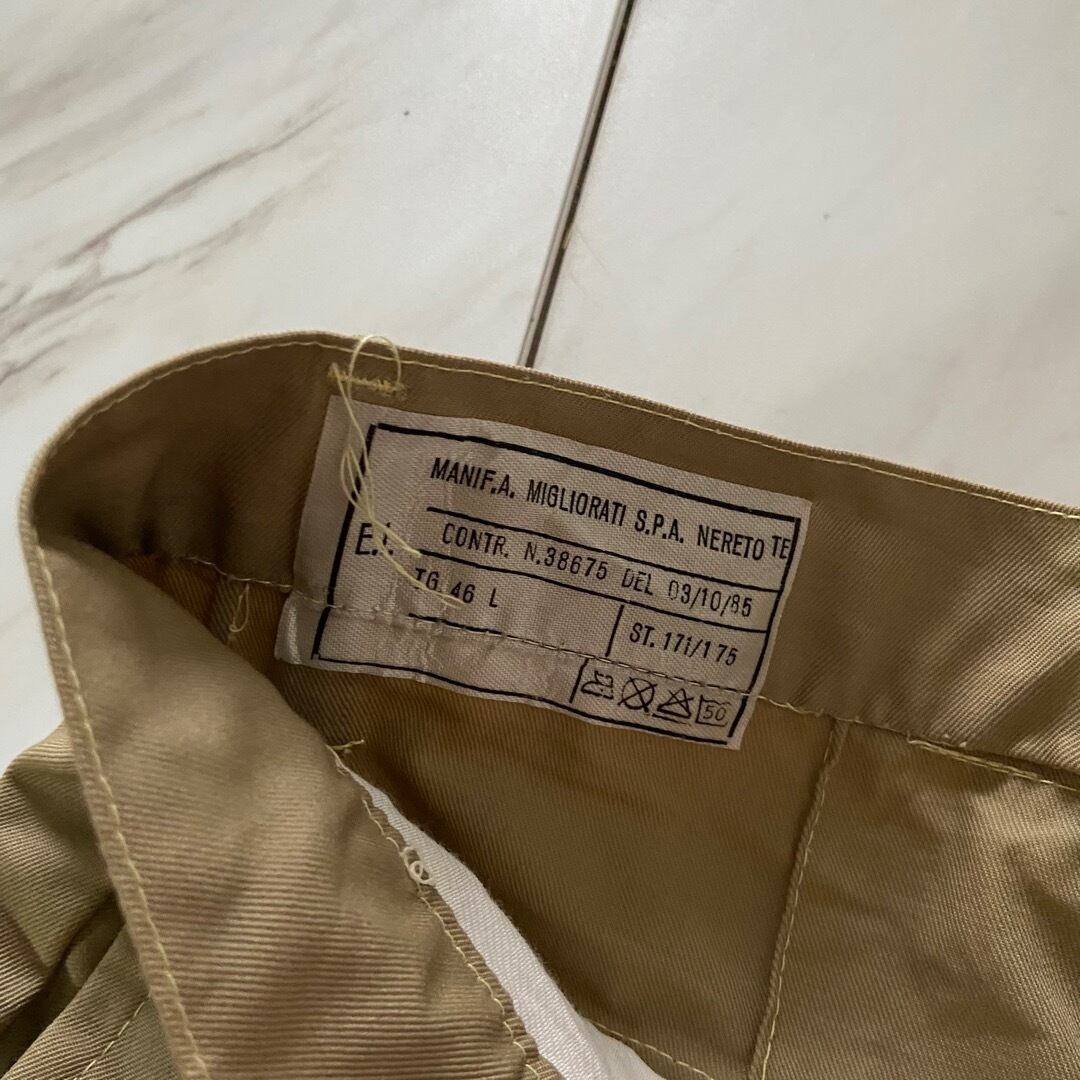 MANIF.A. MIGLIORATI S.P.A. NERETO TE
E.I.
CONTR. N.38675 DEL 03/10/85
TG. 46 L
ST. 171/175
50